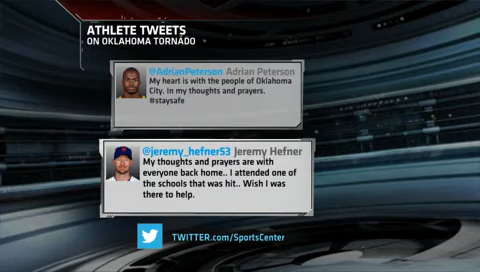 ATHLETE TWEETS
ON OKLAHOMA TORNADO
@AdrianPeterson Adrian Peterson
My heart is with the people of Oklahoma
City. In my thoughts and prayers.
#staysafe
@jeremy_hefner53 Jeremy Hefner
My thoughts and prayers are with
everyone back home.. I attended one of
the schools that was hit.. Wish I was
there to help.
TWITTER.com/SportsCenter